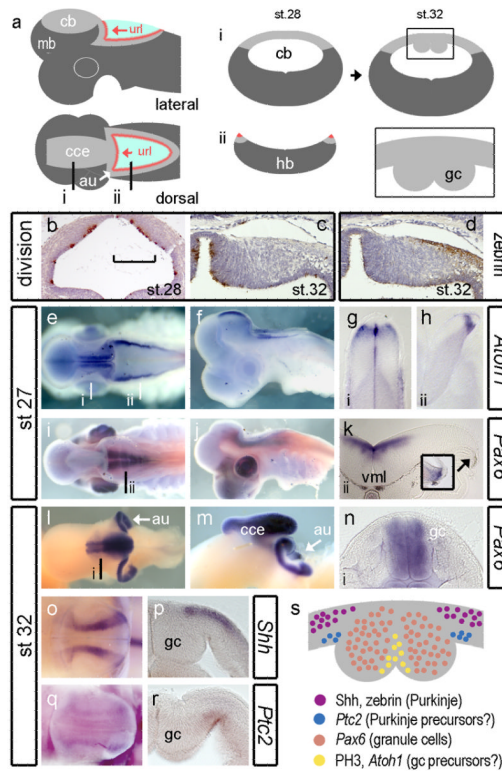 a
cb
mb
url
lateral
cce
url
au
i
ii
dorsal
st.28
st.32
i
cb
ii
hb
gc
division
b
st.28
c
st.32
d
st.32
zebrin
st 27
e
i
ii
f
g
i
h
ii
Atoh1
i
ii
j
k
vml
ii
Pax6
st 32
l
au
i
m
cce
au
n
gc
i
Pax6
o
p
gc
Shh
q
r
gc
Ptc2
s
Shh, zebrin (Purkinje)
Ptc2 (Purkinje precursors?)
Pax6 (granule cells)
PH3, Atoh1 (gc precursors?)